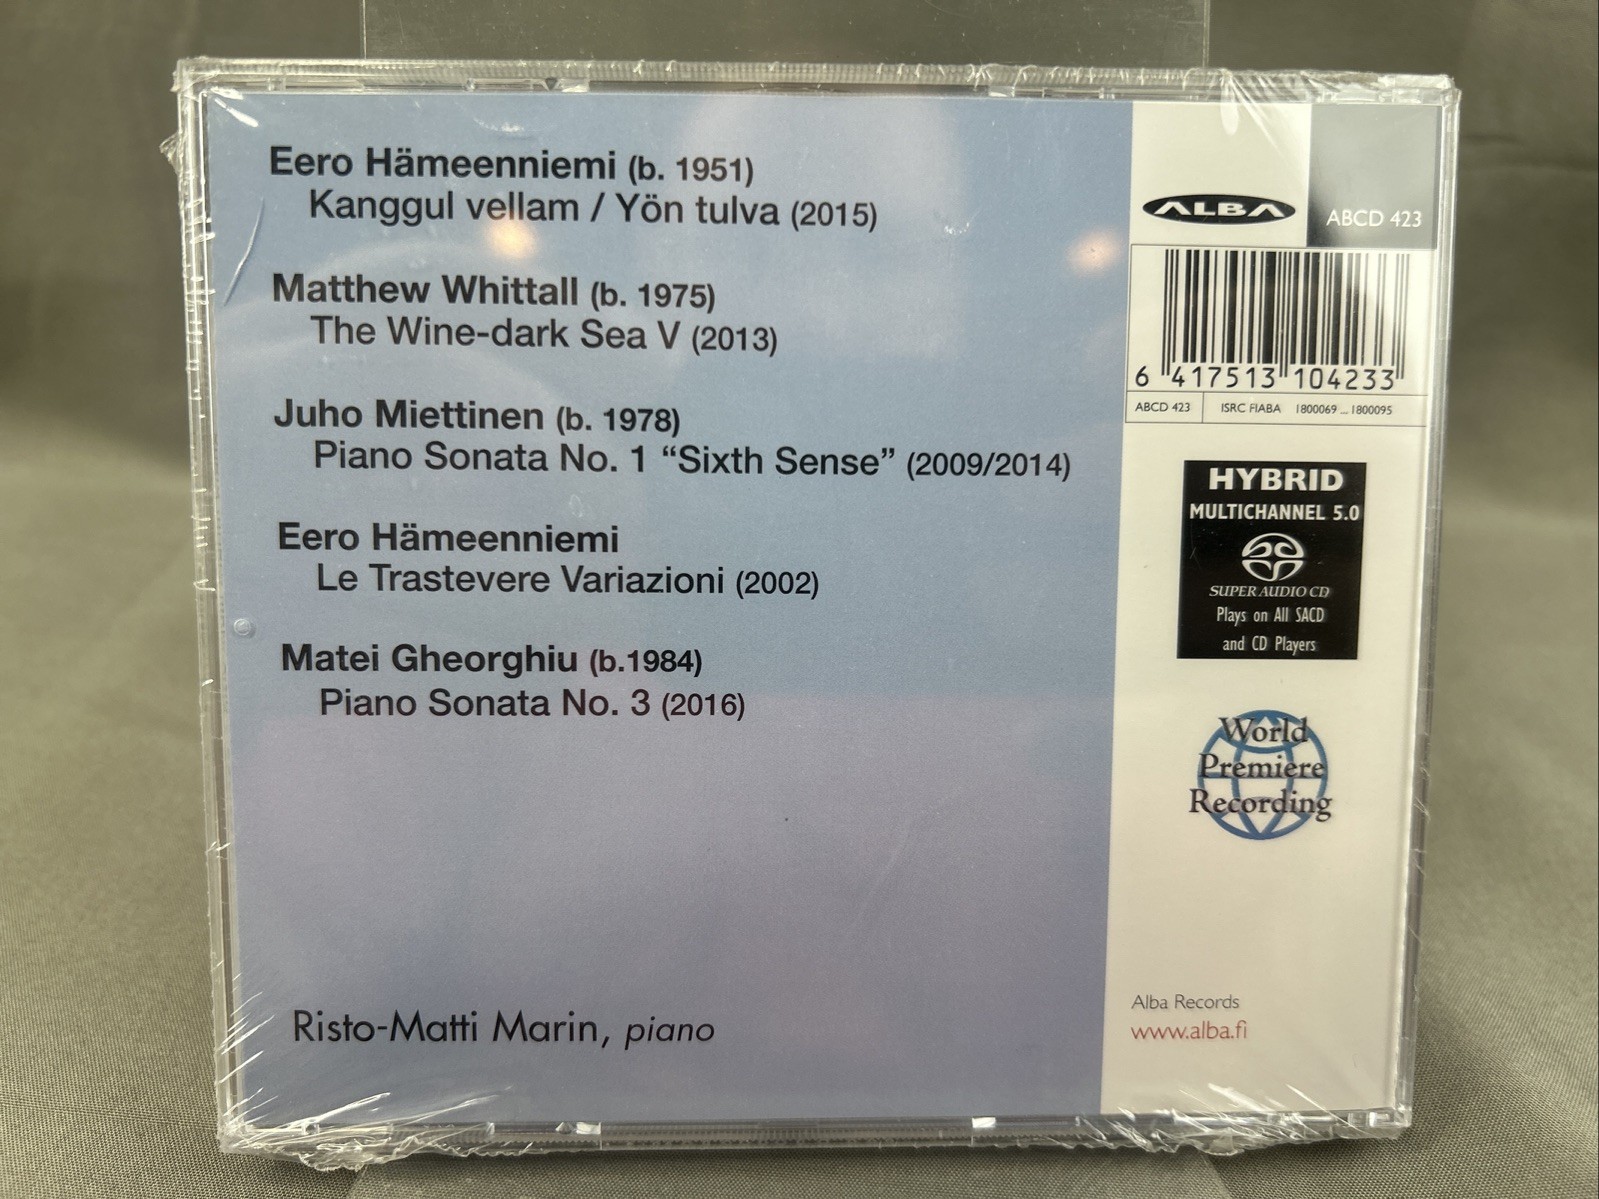 Eero Hämeenniemi (b. 1951)
Kanggul vellam / Yön tulva (2015)
Matthew Whittall (b. 1975)
The Wine-dark Sea V (2013)
Juho Miettinen (b. 1978)
Piano Sonata No. 1 “Sixth Sense” (2009/2014)
Eero Hämeenniemi
Le Trastevere Variazioni (2002)
Matei Gheorghiu (b.1984)
Piano Sonata No. 3 (2016)
Risto-Matti Marin, piano
ALBA
ABCD 423
6 417513 104233
ABCD 423 ISRC FIABA 1800069 ... 1800095
HYBRID
MULTICHANNEL 5.0
SUPER AUDIO CD
Plays on All SACD
and CD Players
World
Premiere
Recording
Alba Records
www.alba.fi